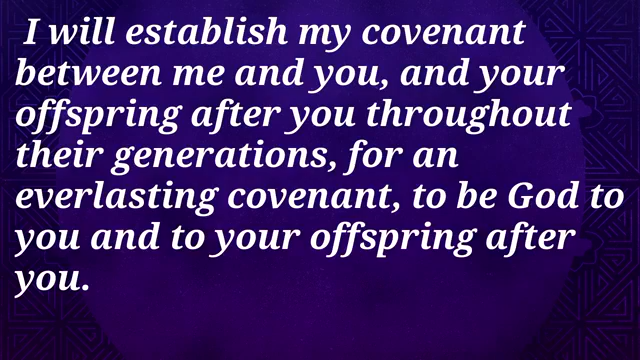 I will establish my covenant
between me and you, and your
offspring after you throughout
their generations, for an
everlasting covenant, to be God to
you and to your offspring after
you.